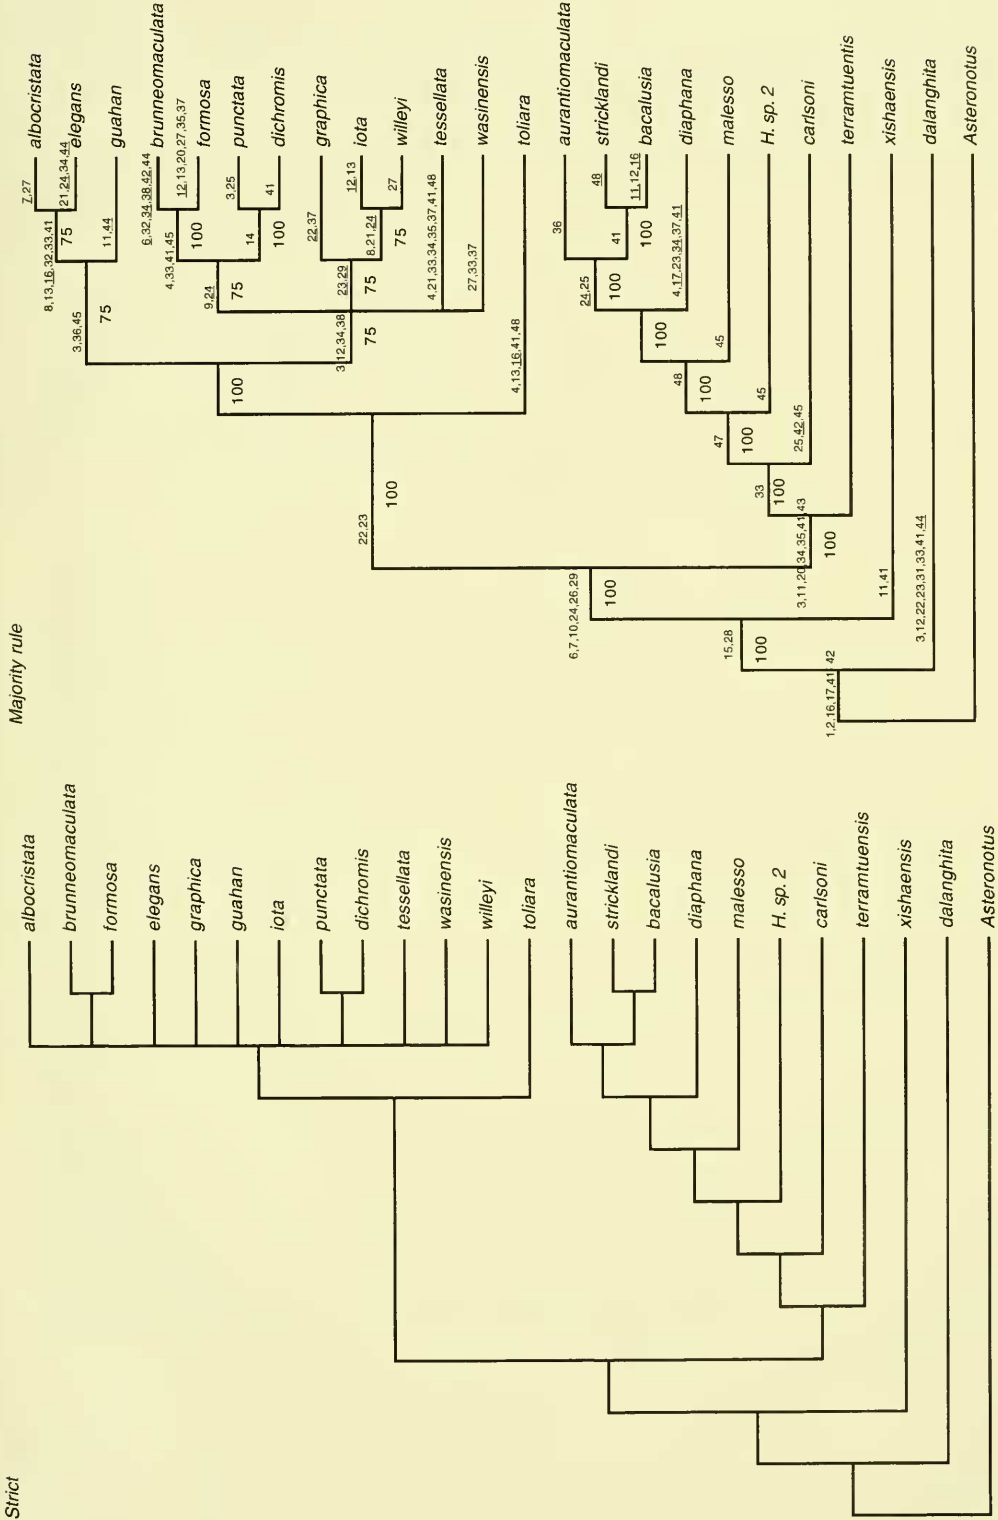 Strict
albocristata
brunneomaculata
formosa
elegans
graphica
guahan
iota
punctata
dichromis
tessellata
wasinensis
willeyi
toliara
aurantiomaculata
stricklandi
bacalusia
diaphana
malesso
H. sp. 2
carlsoni
terramtuensis
xishaensis
dalanghita
Asteronotus
Majority rule
albocristata
elegans
guahan
brunneomaculata
formosa
punctata
dichromis
graphica
iota
willeyi
tessellata
wasinensis
toliara
aurantiomaculata
stricklandi
bacalusia
diaphana
malesso
H. sp. 2
carlsoni
terramtuentis
xishaensis
dalanghita
Asteronotus
7,27
21,24,34,44
8,13,16,32,33,41
75
11,44
3,36,45
75
6,32,34,38,42,44
12,13,20,27,35,37
4,33,41,45
100
3,25
41
14
100
9,24
75
22,37
12,13
27
8,21,24
75
23,29
75
4,21,33,34,35,37,41,48
27,33,37
3,12,34,38
75
100
4,13,16,41,48
22,23
100
36
48
11,12,16
41
100
24,25
100
4,17,23,34,37,41
100
45
48
100
45
47
100
25,42,45
33
100
3,11,20,34,35,41,43
100
6,7,10,24,26,29
100
11,41
15,28
100
3,12,22,23,31,33,41,44
1,2,16,17,41,42